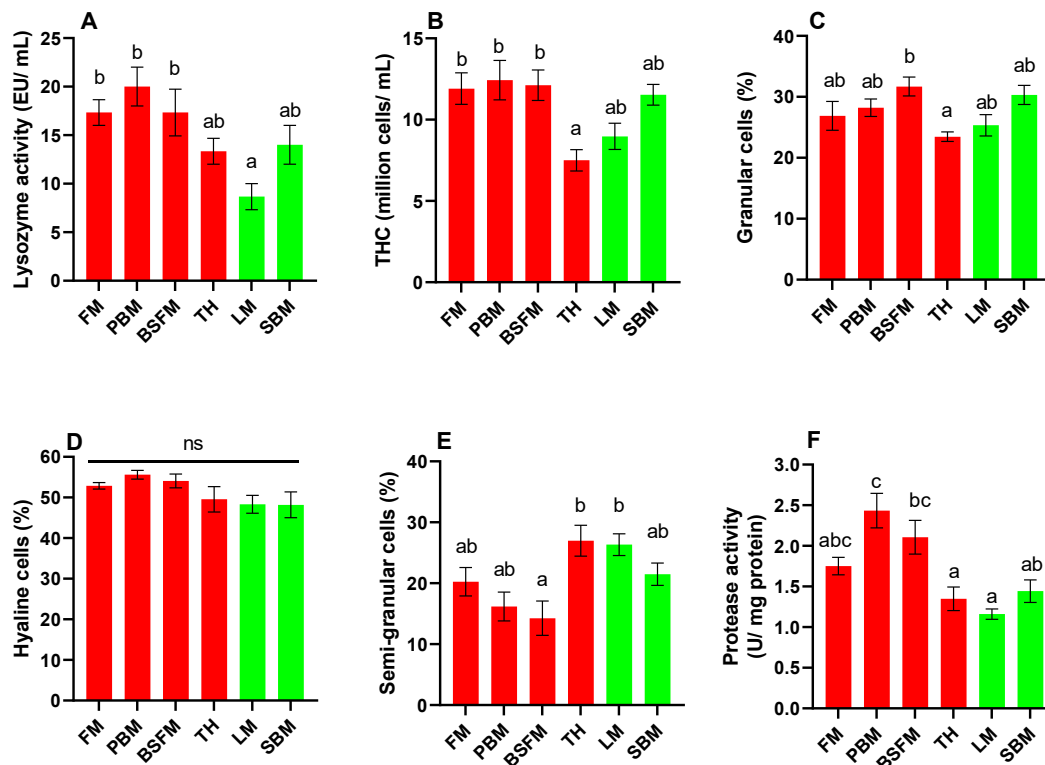 A
Lysozyme activity (EU/ mL)
25
20
15
10
5
0
b
b
b
ab
a
ab
FM
PBM
BSFM
TH
LM
SBM
B
THC (million cells/ mL)
15
10
5
0
b
b
b
a
ab
ab
FM
PBM
BSFM
TH
LM
SBM
C
Granular cells (%)
40
30
20
10
0
ab
ab
b
a
ab
ab
FM
PBM
BSFM
TH
LM
SBM
D
Hyaline cells (%)
60
50
40
30
20
10
0
ns
FM
PBM
BSFM
TH
LM
SBM
E
Semi-granular cells (%)
40
30
20
10
0
ab
ab
a
b
b
ab
FM
PBM
BSFM
TH
LM
SBM
F
Protease activity
(U/ mg protein)
3.0
2.5
2.0
1.5
1.0
0.5
0.0
abc
c
bc
a
a
ab
FM
PBM
BSFM
TH
LM
SBM